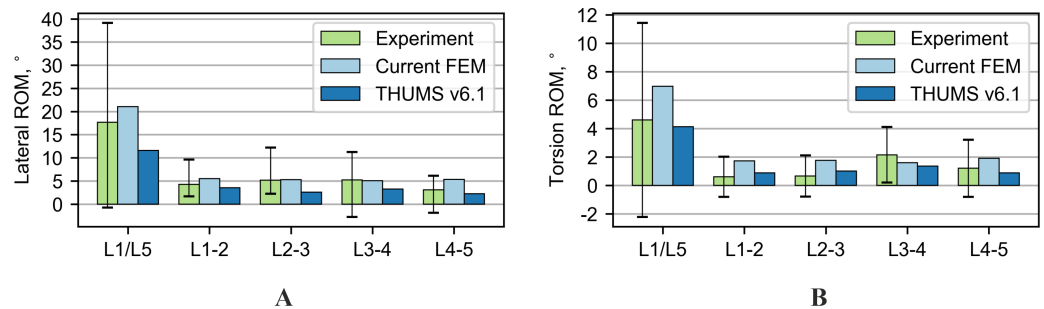 Lateral ROM, °
40
35
30
25
20
15
10
5
0
Experiment
Current FEM
THUMS v6.1
L1/L5 L1-2 L2-3 L3-4 L4-5
A
Torsion ROM, °
12
10
8
6
4
2
0
-2
Experiment
Current FEM
THUMS v6.1
L1/L5 L1-2 L2-3 L3-4 L4-5
B